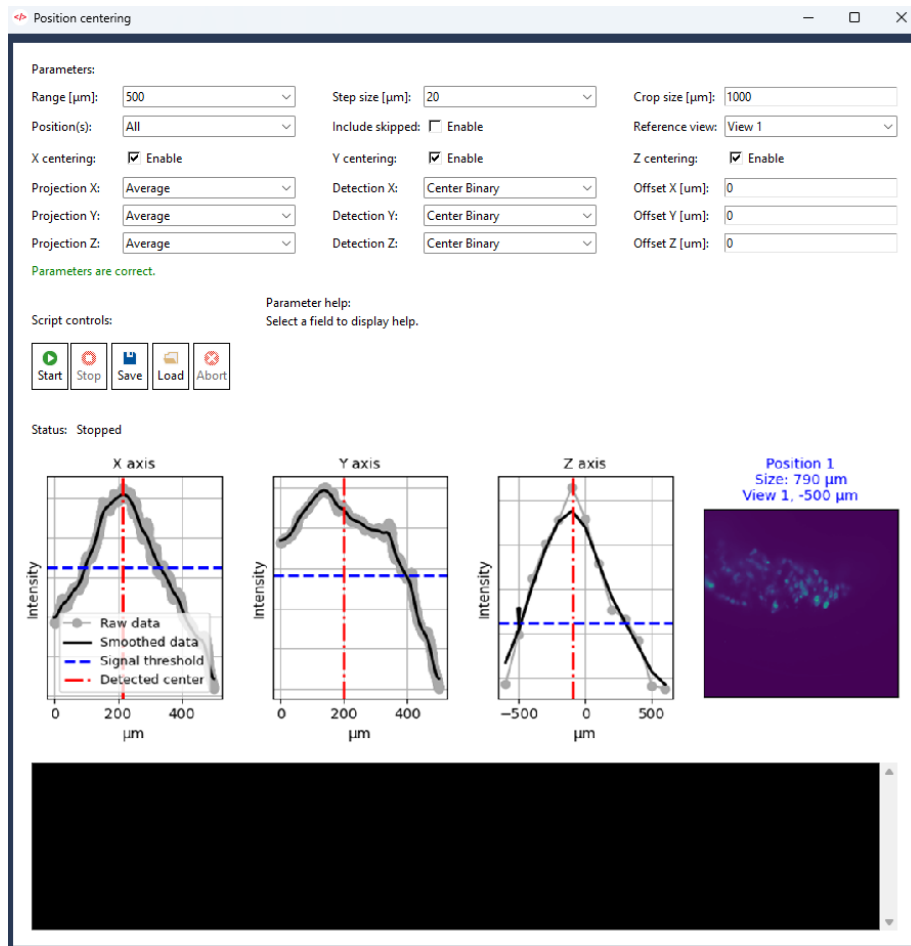 </> Position centering
Parameters:
Range [µm]: 500 Step size [µm]: 20 Crop size [µm]: 1000
Position(s): All Include skipped: Enable Reference view: View 1
X centering: Enable Y centering: Enable Z centering: Enable
Projection X: Average Detection X: Center Binary Offset X [um]: 0
Projection Y: Average Detection Y: Center Binary Offset Y [um]: 0
Projection Z: Average Detection Z: Center Binary Offset Z [um]: 0
Parameters are correct.
Parameter help:
Script controls:
Select a field to display help.
Start Stop Save Load Abort
Status: Stopped
X axis
Intensity
Raw data
Smoothed data
Signal threshold
Detected center
0 200 400
µm
Y axis
Intensity
0 200 400
µm
Z axis
Intensity
−500 0 500
µm
Position 1
Size: 790 µm
View 1, -500 µm